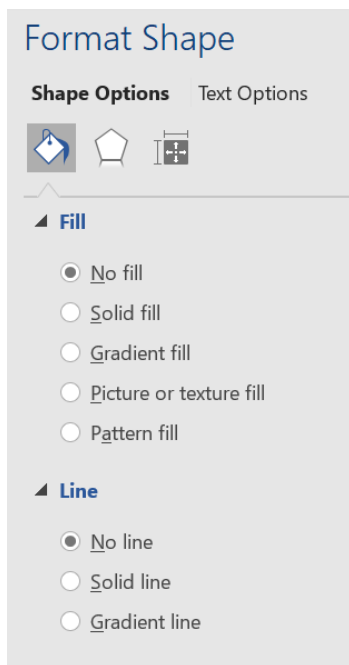 Format Shape
Shape Options Text Options
Fill
No fill
Solid fill
Gradient fill
Picture or texture fill
Pattern fill
Line
No line
Solid line
Gradient line